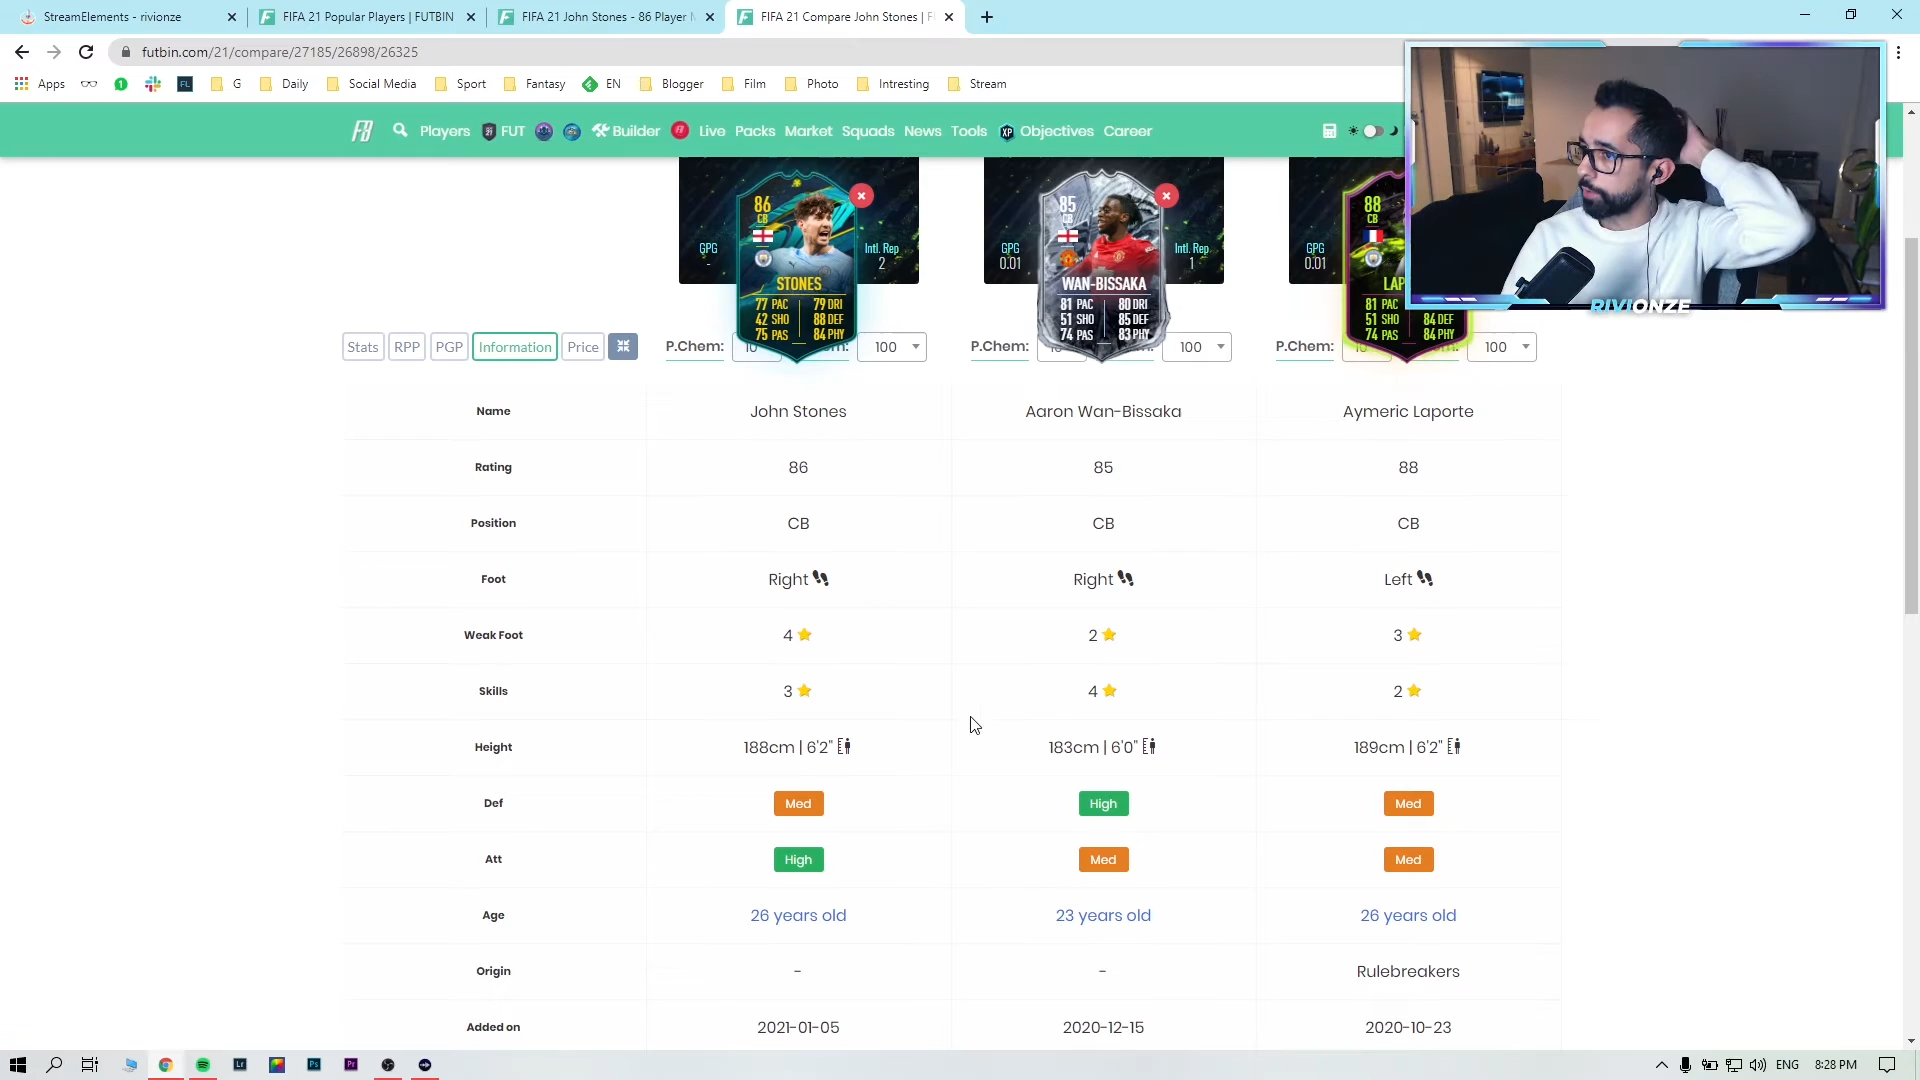 StreamElements - rivionze
FIFA 21 Popular Players | FUTBIN
FIFA 21 John Stones - 86 Player M
FIFA 21 Compare John Stones | F
futbin.com/21/compare/27185/26898/26325
Apps G Daily Social Media Sport Fantasy EN Blogger Film Photo Intresting Stream
Players FUT Builder Live Packs Market Squads News Tools XP Objectives Career
86 CB GPG - Intl. Rep 2 STONES
77 PAC 79 DRI
42 SHO 88 DEF
75 PAS 84 PHY
85 CB GPG 0.01 Intl. Rep 1 WAN-BISSAKA
81 PAC 80 DRI
51 SHO 85 DEF
74 PAS 83 PHY
88 CB GPG 0.01 LAP
81 PAC
51 SHO 84 DEF
74 PAS 84 PHY
RIVIONZE
Stats RPP PGP Information Price P.Chem: 100 P.Chem: 100 P.Chem: 100
Name John Stones Aaron Wan-Bissaka Aymeric Laporte
Rating 86 85 88
Position CB CB CB
Foot Right Right Left
Weak Foot 4 2 3
Skills 3 4 2
Height 188cm | 6'2" 183cm | 6'0" 189cm | 6'2"
Def Med High Med
Att High Med Med
Age 26 years old 23 years old 26 years old
Origin - - Rulebreakers
Added on 2021-01-05 2020-12-15 2020-10-23
Lr Ps Pr ENG 8:28 PM